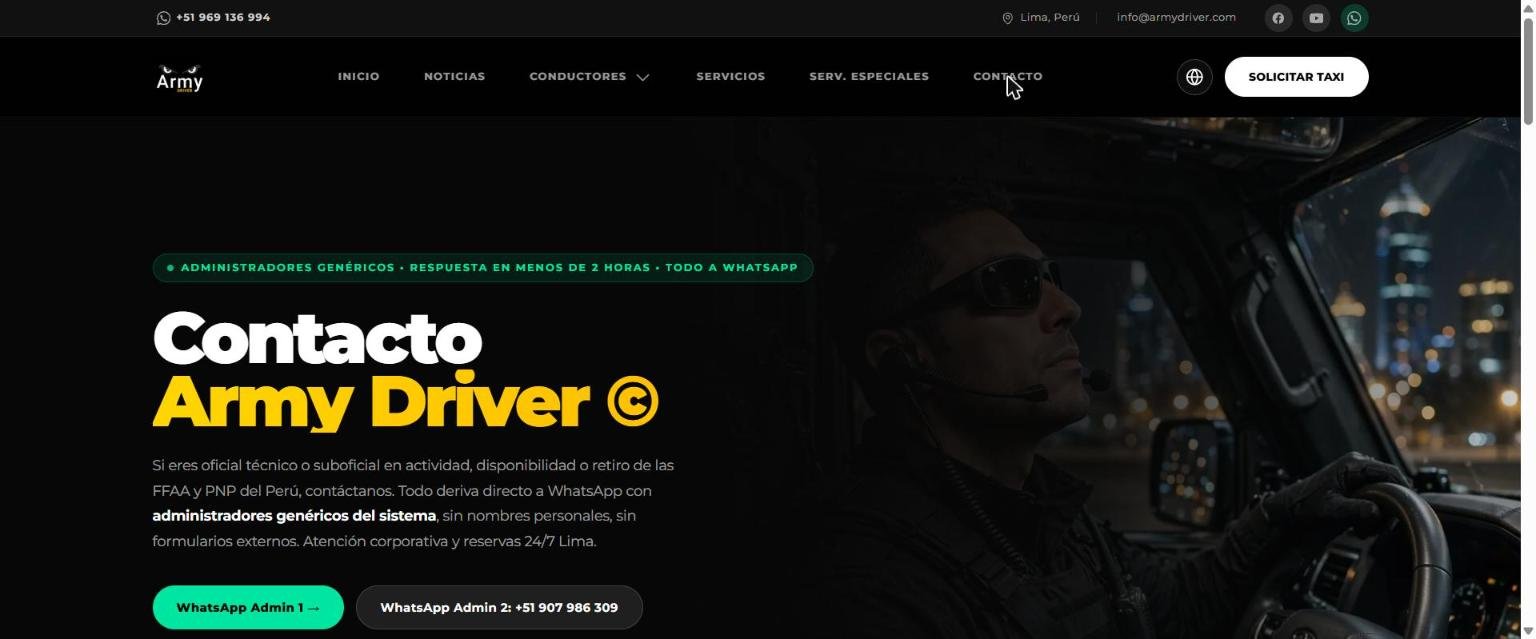 +51 969 136 994
Lima, Perú
info@armydriver.com
Army
DRIVER
INICIO
NOTICIAS
CONDUCTORES
SERVICIOS
SERV. ESPECIALES
CONTACTO
SOLICITAR TAXI
ADMINISTRADORES GENÉRICOS • RESPUESTA EN MENOS DE 2 HORAS • TODO A WHATSAPP
Contacto
Army Driver ©
Si eres oficial técnico o suboficial en actividad, disponibilidad o retiro de las
FFAA y PNP del Perú, contáctanos. Todo deriva directo a WhatsApp con
administradores genéricos del sistema, sin nombres personales, sin
formularios externos. Atención corporativa y reservas 24/7 Lima.
WhatsApp Admin 1 →
WhatsApp Admin 2: +51 907 986 309